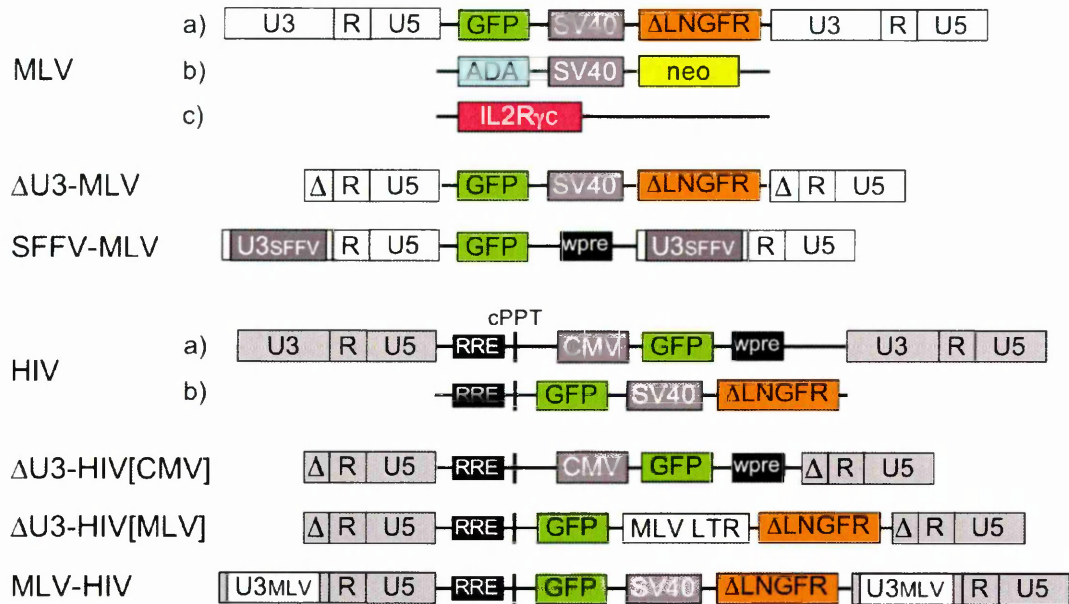 a) U3 R U5 GFP SV40 ΔLNGFR U3 R U5
MLV b) ADA SV40 neo
c) IL2Rγc
ΔU3-MLV Δ R U5 GFP SV40 ΔLNGFR Δ R U5
SFFV-MLV U3SFFV R U5 GFP wpre U3SFFV R U5
cPPT
HIV a) U3 R U5 RRE CMV GFP wpre U3 R U5
b) RRE GFP SV40 ΔLNGFR
ΔU3-HIV[CMV] Δ R U5 RRE CMV GFP wpre Δ R U5
ΔU3-HIV[MLV] Δ R U5 RRE GFP MLV LTR ΔLNGFR Δ R U5
MLV-HIV U3MLV R U5 RRE GFP SV40 ΔLNGFR U3MLV R U5